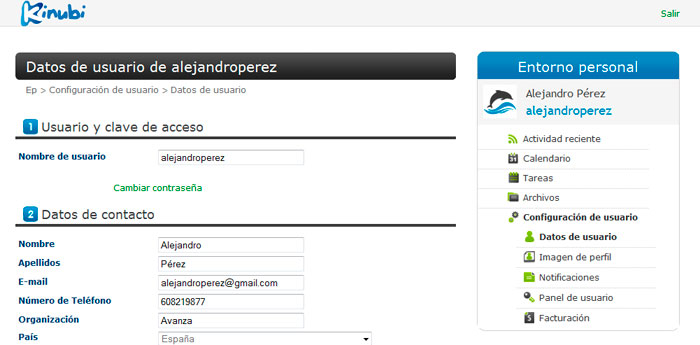 Kinubi
Salir
Datos de usuario de alejandroperez
Ep > Configuración de usuario > Datos de usuario
1 Usuario y clave de acceso
Nombre de usuario alejandroperez
Cambiar contraseña
2 Datos de contacto
Nombre Alejandro
Apellidos Pérez
E-mail alejandroperez@gmail.com
Número de Teléfono 608219877
Organización Avanza
País España
Entorno personal
Alejandro Pérez
alejandroperez
Actividad reciente
31 Calendario
Tareas
Archivos
Configuración de usuario
Datos de usuario
Imagen de perfil
Notificaciones
Panel de usuario
$ Facturación